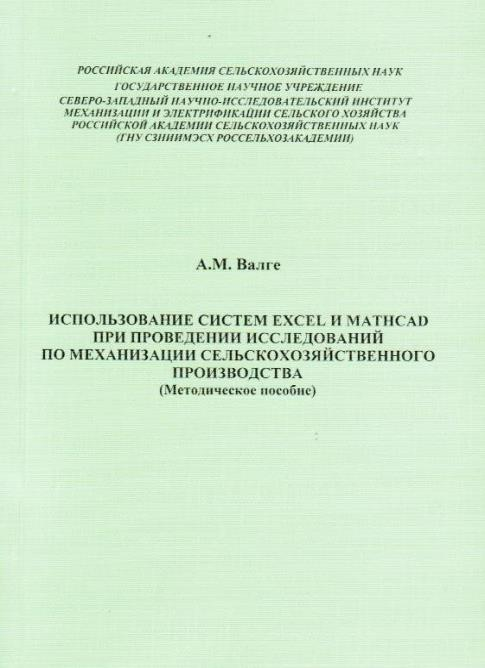 РОССИЙСКАЯ АКАДЕМИЯ СЕЛЬСКОХОЗЯЙСТВЕННЫХ НАУК
ГОСУДАРСТВЕННОЕ НАУЧНОЕ УЧРЕЖДЕНИЕ
СЕВЕРО-ЗАПАДНЫЙ НАУЧНО-ИССЛЕДОВАТЕЛЬСКИЙ ИНСТИТУТ
МЕХАНИЗАЦИИ И ЭЛЕКТРИФИКАЦИИ СЕЛЬСКОГО ХОЗЯЙСТВА
РОССИЙСКОЙ АКАДЕМИИ СЕЛЬСКОХОЗЯЙСТВЕННЫХ НАУК
(ГНУ СЗНИИМЭСХ РОССЕЛЬХОЗАКАДЕМИИ)
А.М. Валге
ИСПОЛЬЗОВАНИЕ СИСТЕМ EXCEL И MATHCAD
ПРИ ПРОВЕДЕНИИ ИССЛЕДОВАНИЙ
ПО МЕХАНИЗАЦИИ СЕЛЬСКОХОЗЯЙСТВЕННОГО
ПРОИЗВОДСТВА
(Методическое пособие)